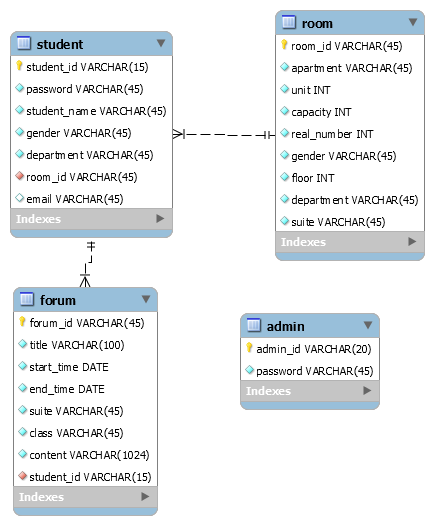 student
student_id VARCHAR(15)
password VARCHAR(45)
student_name VARCHAR(45)
gender VARCHAR(45)
department VARCHAR(45)
room_id VARCHAR(45)
email VARCHAR(45)
Indexes
room
room_id VARCHAR(45)
apartment VARCHAR(45)
unit INT
capacity INT
real_number INT
gender VARCHAR(45)
floor INT
department VARCHAR(45)
suite VARCHAR(45)
Indexes
forum
forum_id VARCHAR(45)
title VARCHAR(100)
start_time DATE
end_time DATE
suite VARCHAR(45)
class VARCHAR(45)
content VARCHAR(1024)
student_id VARCHAR(15)
Indexes
admin
admin_id VARCHAR(20)
password VARCHAR(45)
Indexes